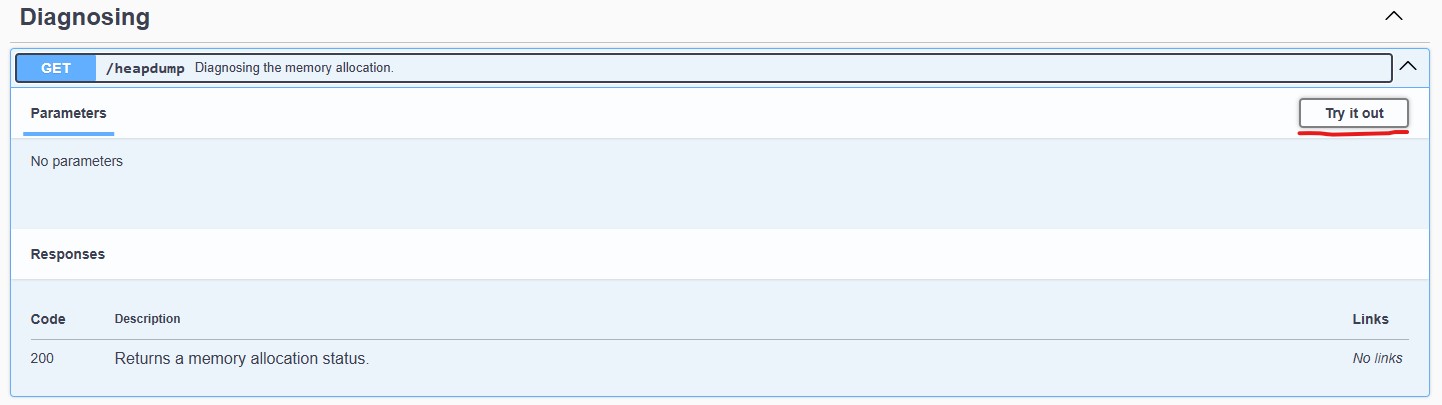 Diagnosing
GET /heapdump Diagnosing the memory allocation.
Parameters Try it out
No parameters
Responses
Code Description Links
200 Returns a memory allocation status. No links